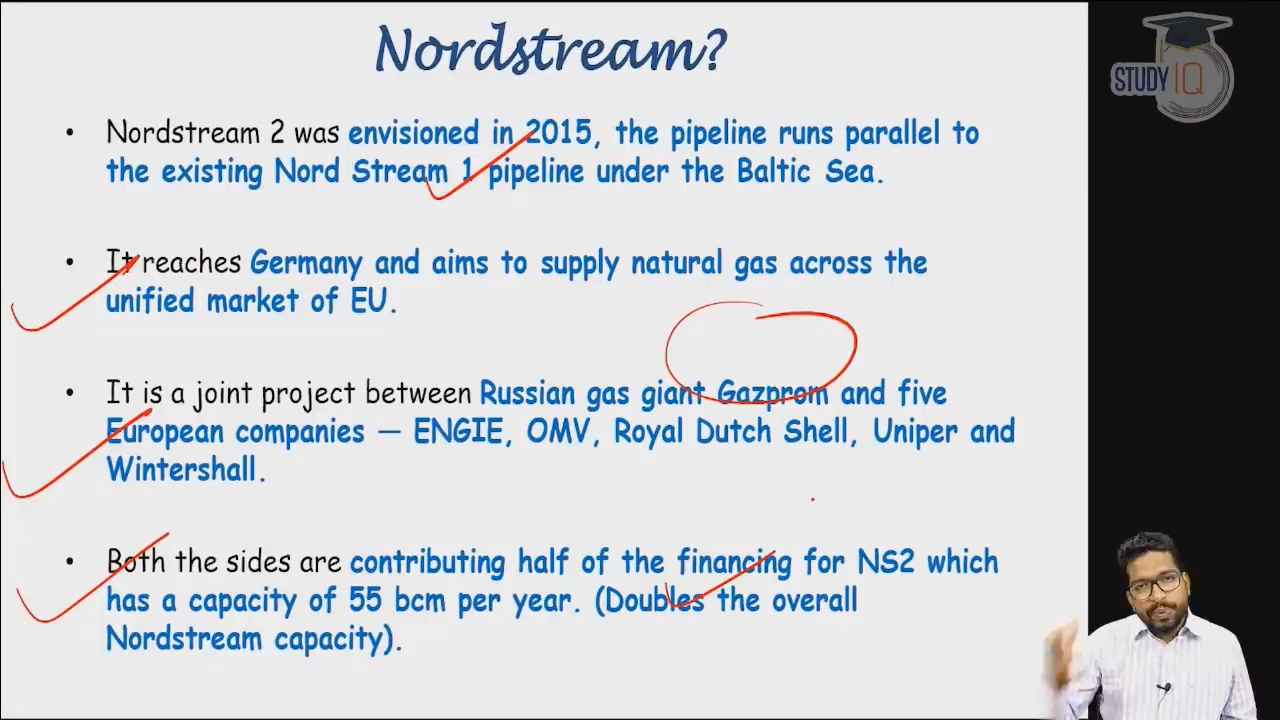 Nordstream?
STUDY IQ
• Nordstream 2 was envisioned in 2015, the pipeline runs parallel to
the existing Nord Stream 1 pipeline under the Baltic Sea.
• It reaches Germany and aims to supply natural gas across the
unified market of EU.
• It is a joint project between Russian gas giant Gazprom and five
European companies – ENGIE, OMV, Royal Dutch Shell, Uniper and
Wintershall.
• Both the sides are contributing half of the financing for NS2 which
has a capacity of 55 bcm per year. (Doubles the overall
Nordstream capacity).